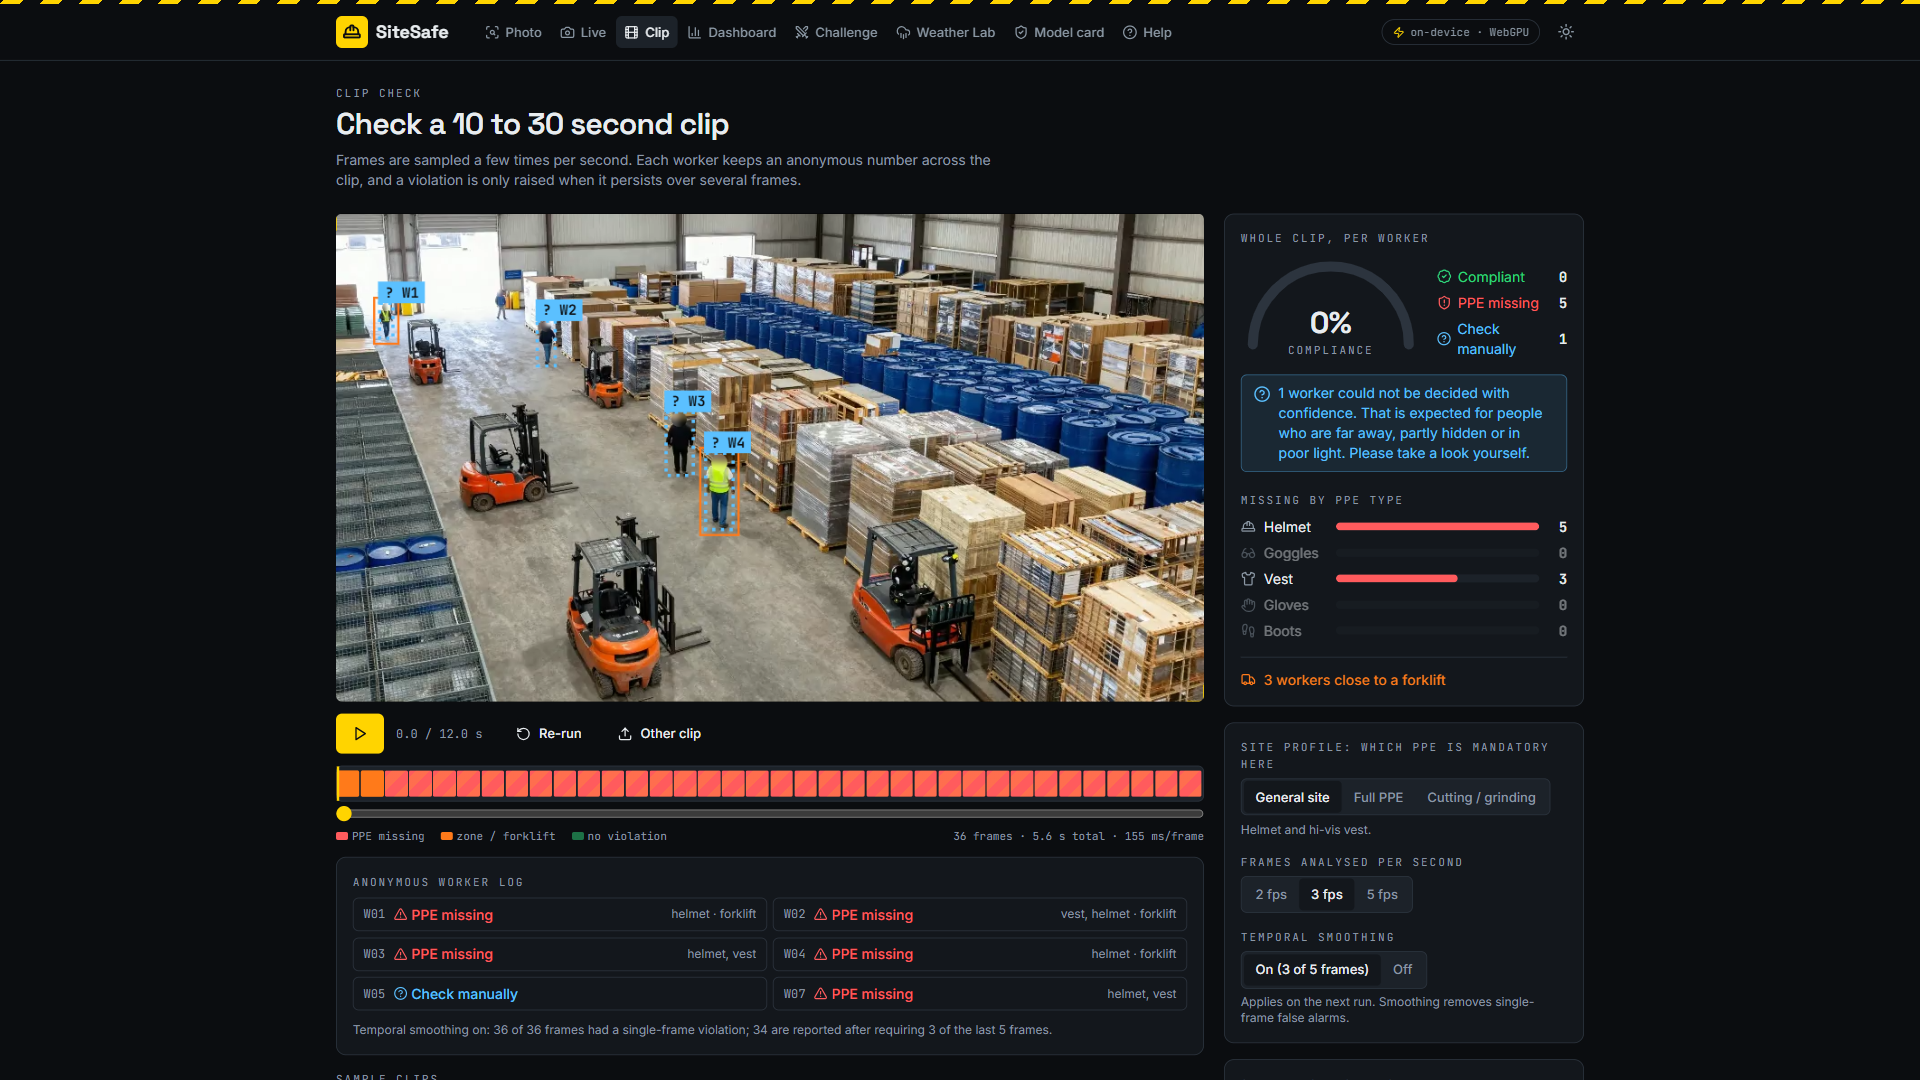 SiteSafe
Photo
Live
Clip
Dashboard
Challenge
Weather Lab
Model card
Help
on-device · WebGPU
CLIP CHECK
Check a 10 to 30 second clip
Frames are sampled a few times per second. Each worker keeps an anonymous number across the
clip, and a violation is only raised when it persists over several frames.
? W1
? W2
? W3
? W4
0.0 / 12.0 s
Re-run
Other clip
PPE missing
zone / forklift
no violation
36 frames · 5.6 s total · 155 ms/frame
ANONYMOUS WORKER LOG
W01 PPE missing helmet · forklift
W02 PPE missing vest, helmet · forklift
W03 PPE missing helmet, vest
W04 PPE missing helmet · forklift
W05 Check manually
W07 PPE missing helmet, vest
Temporal smoothing on: 36 of 36 frames had a single-frame violation; 34 are reported after requiring 3 of the last 5 frames.
SAMPLE CLIPS
WHOLE CLIP, PER WORKER
0%
COMPLIANCE
Compliant 0
PPE missing 5
Check
manually 1
1 worker could not be decided with
confidence. That is expected for people
who are far away, partly hidden or in
poor light. Please take a look yourself.
MISSING BY PPE TYPE
Helmet 5
Goggles 0
Vest 3
Gloves 0
Boots 0
3 workers close to a forklift
SITE PROFILE: WHICH PPE IS MANDATORY
HERE
General site
Full PPE
Cutting / grinding
Helmet and hi-vis vest.
FRAMES ANALYSED PER SECOND
2 fps
3 fps
5 fps
TEMPORAL SMOOTHING
On (3 of 5 frames)
Off
Applies on the next run. Smoothing removes single-
frame false alarms.